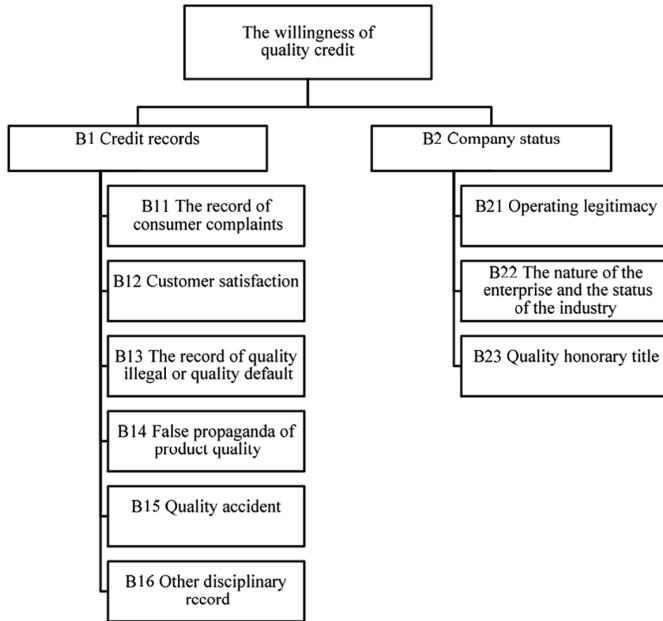 The willingness of
quality credit
B1 Credit records
B2 Company status
B11 The record of
consumer complaints
B12 Customer satisfaction
B13 The record of quality
illegal or quality default
B14 False propaganda of
product quality
B15 Quality accident
B16 Other disciplinary
record
B21 Operating legitimacy
B22 The nature of the
enterprise and the status
of the industry
B23 Quality honorary title